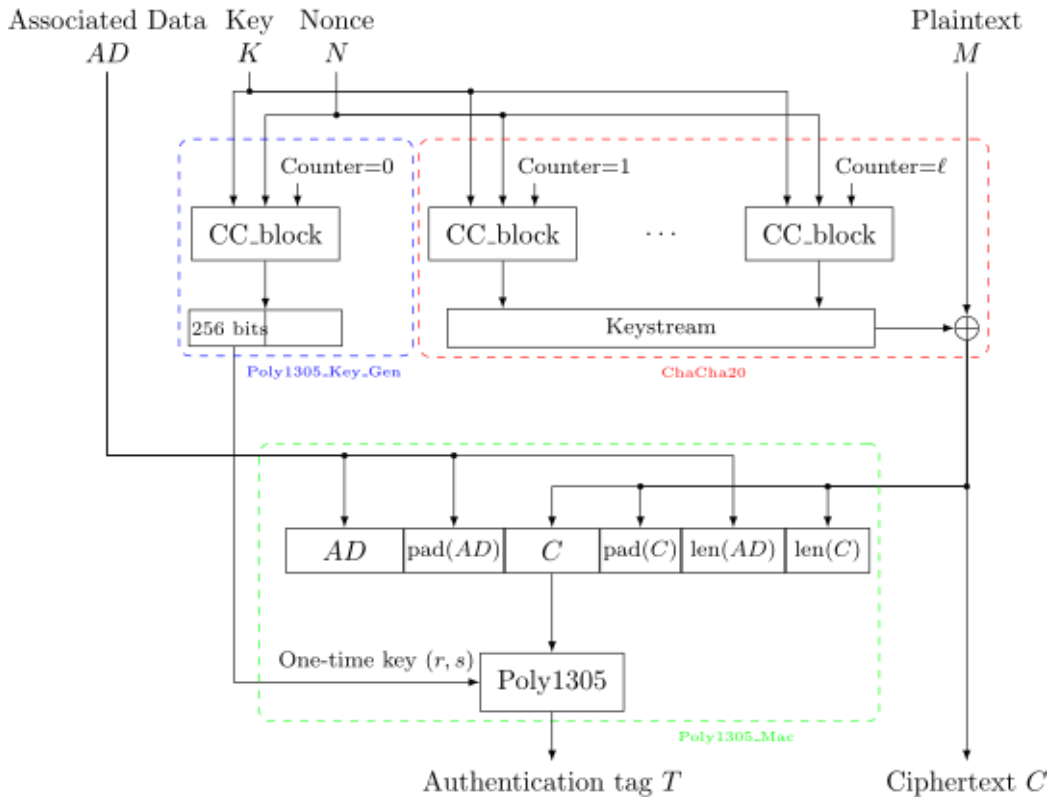 Associated Data Key Nonce Plaintext
AD K N M
Counter=0 Counter=1 Counter=ℓ
CC_block CC_block ... CC_block
256 bits Keystream
Poly1305_Key_Gen ChaCha20
AD pad(AD) C pad(C) len(AD) len(C)
One-time key (r, s)
Poly1305
Poly1305_Mac
Authentication tag T Ciphertext C